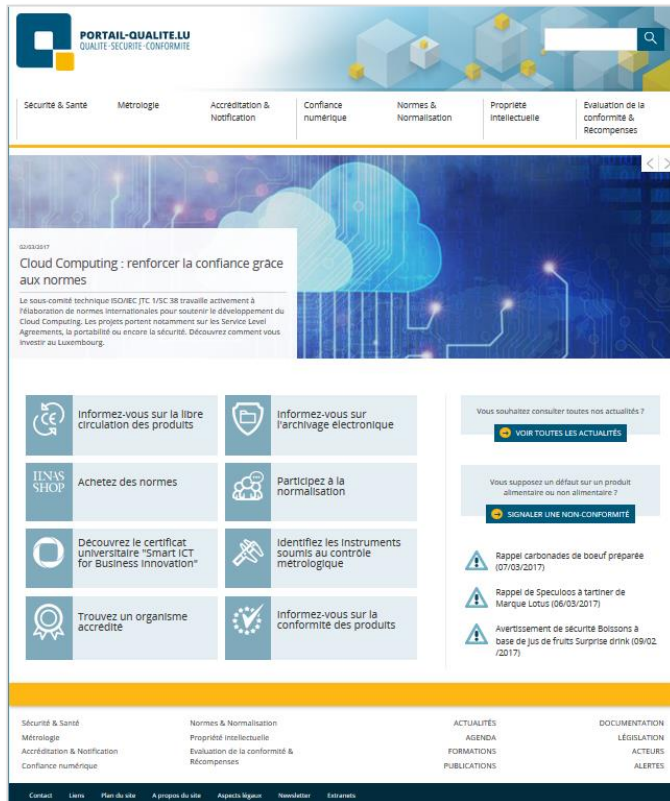 PORTAIL-QUALITE.LU
QUALITE-SECURITE-CONFORMITE
Sécurité & Santé
Métrologie
Accréditation &
Notification
Confiance
numérique
Normes &
Normalisation
Propriété
Intellectuelle
Evaluation de la
conformité &
Récompenses
02/03/2017
Cloud Computing : renforcer la confiance grâce
aux normes
Le sous-comité technique ISO/IEC JTC 1/SC 38 travaille activement à
l'élaboration de normes internationales pour soutenir le développement du
Cloud Computing. Les projets portent notamment sur les Service Level
Agreements, la portabilité ou encore la sécurité. Découvrez comment vous
investir au Luxembourg.
Informez-vous sur la libre
circulation des produits
Informez-vous sur
l'archivage électronique
ILNAS
SHOP
Achetez des normes
Participez à la
normalisation
Découvrez le certificat
universitaire "Smart ICT
for Business Innovation"
Identifiez les Instruments
soumis au contrôle
métrologique
Trouvez un organisme
accrédité
Informez-vous sur la
conformité des produits
Vous souhaitez consulter toutes nos actualités ?
VOIR TOUTES LES ACTUALITÉS
Vous supposez un défaut sur un produit
alimentaire ou non alimentaire ?
SIGNALER UNE NON-CONFORMITÉ
Rappel carbonades de boeuf préparée
(07/03/2017)
Rappel de Speculoos à tartiner de
Marque Lotus (06/03/2017)
Avertissement de sécurité Boissons à
base de jus de fruits Surprise drink (09/02
/2017)
Sécurité & Santé
Métrologie
Accréditation & Notification
Confiance numérique
Normes & Normalisation
Propriété Intellectuelle
Evaluation de la conformité &
Récompenses
ACTUALITÉS
AGENDA
FORMATIONS
PUBLICATIONS
DOCUMENTATION
LÉGISLATION
ACTEURS
ALERTES
Contact Liens Plan du site A propos du site Aspects légaux Newsletter Extranets